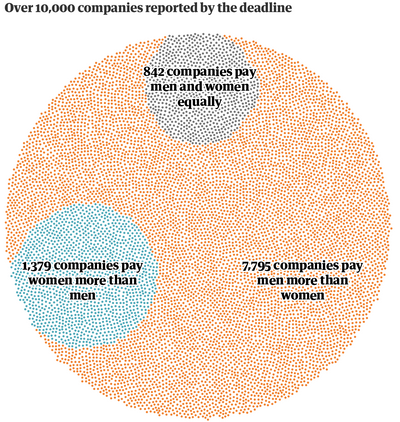 Over 10,000 companies reported by the deadline
842 companies pay
men and women
equally
1,379 companies pay
women more than
men
7,795 companies pay
men more than
women